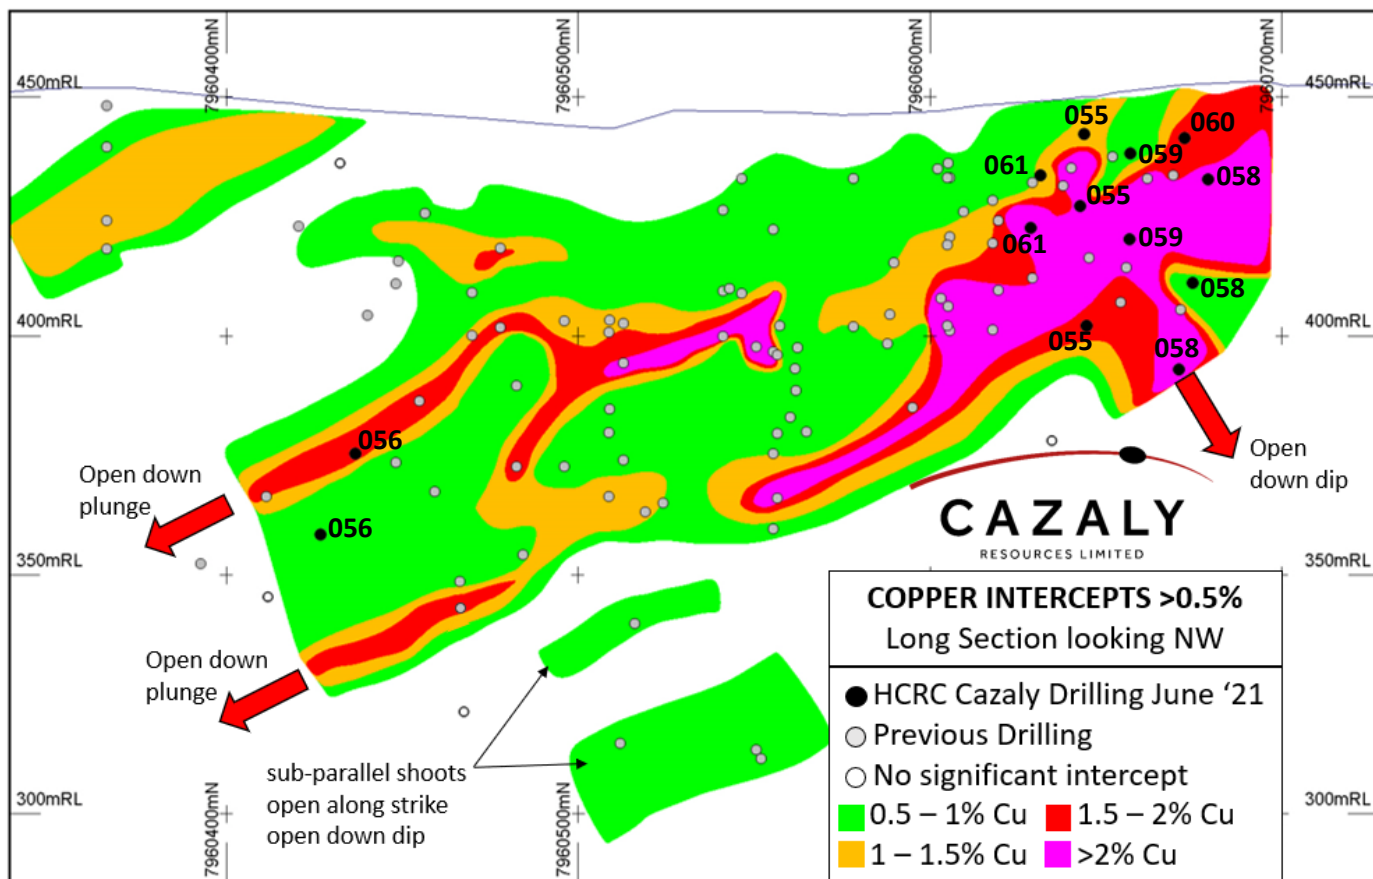 7960400mN
7960500mN
7960600mN
7960700mN
450mRL
450mRL
055
060
059
061
058
055
059
061
058
400mRL
400mRL
055
058
056
Open down
plunge
Open
down dip
CAZALY
RESOURCES LIMITED
056
350mRL
350mRL
COPPER INTERCEPTS >0.5%
Long Section looking NW
Open down
plunge
HCRC Cazaly Drilling June ‘21
Previous Drilling
No significant intercept
sub-parallel shoots
open along strike
open down dip
300mRL
300mRL
0.5 – 1% Cu
1.5 – 2% Cu
1 – 1.5% Cu
>2% Cu
7960400mN
7960500mN